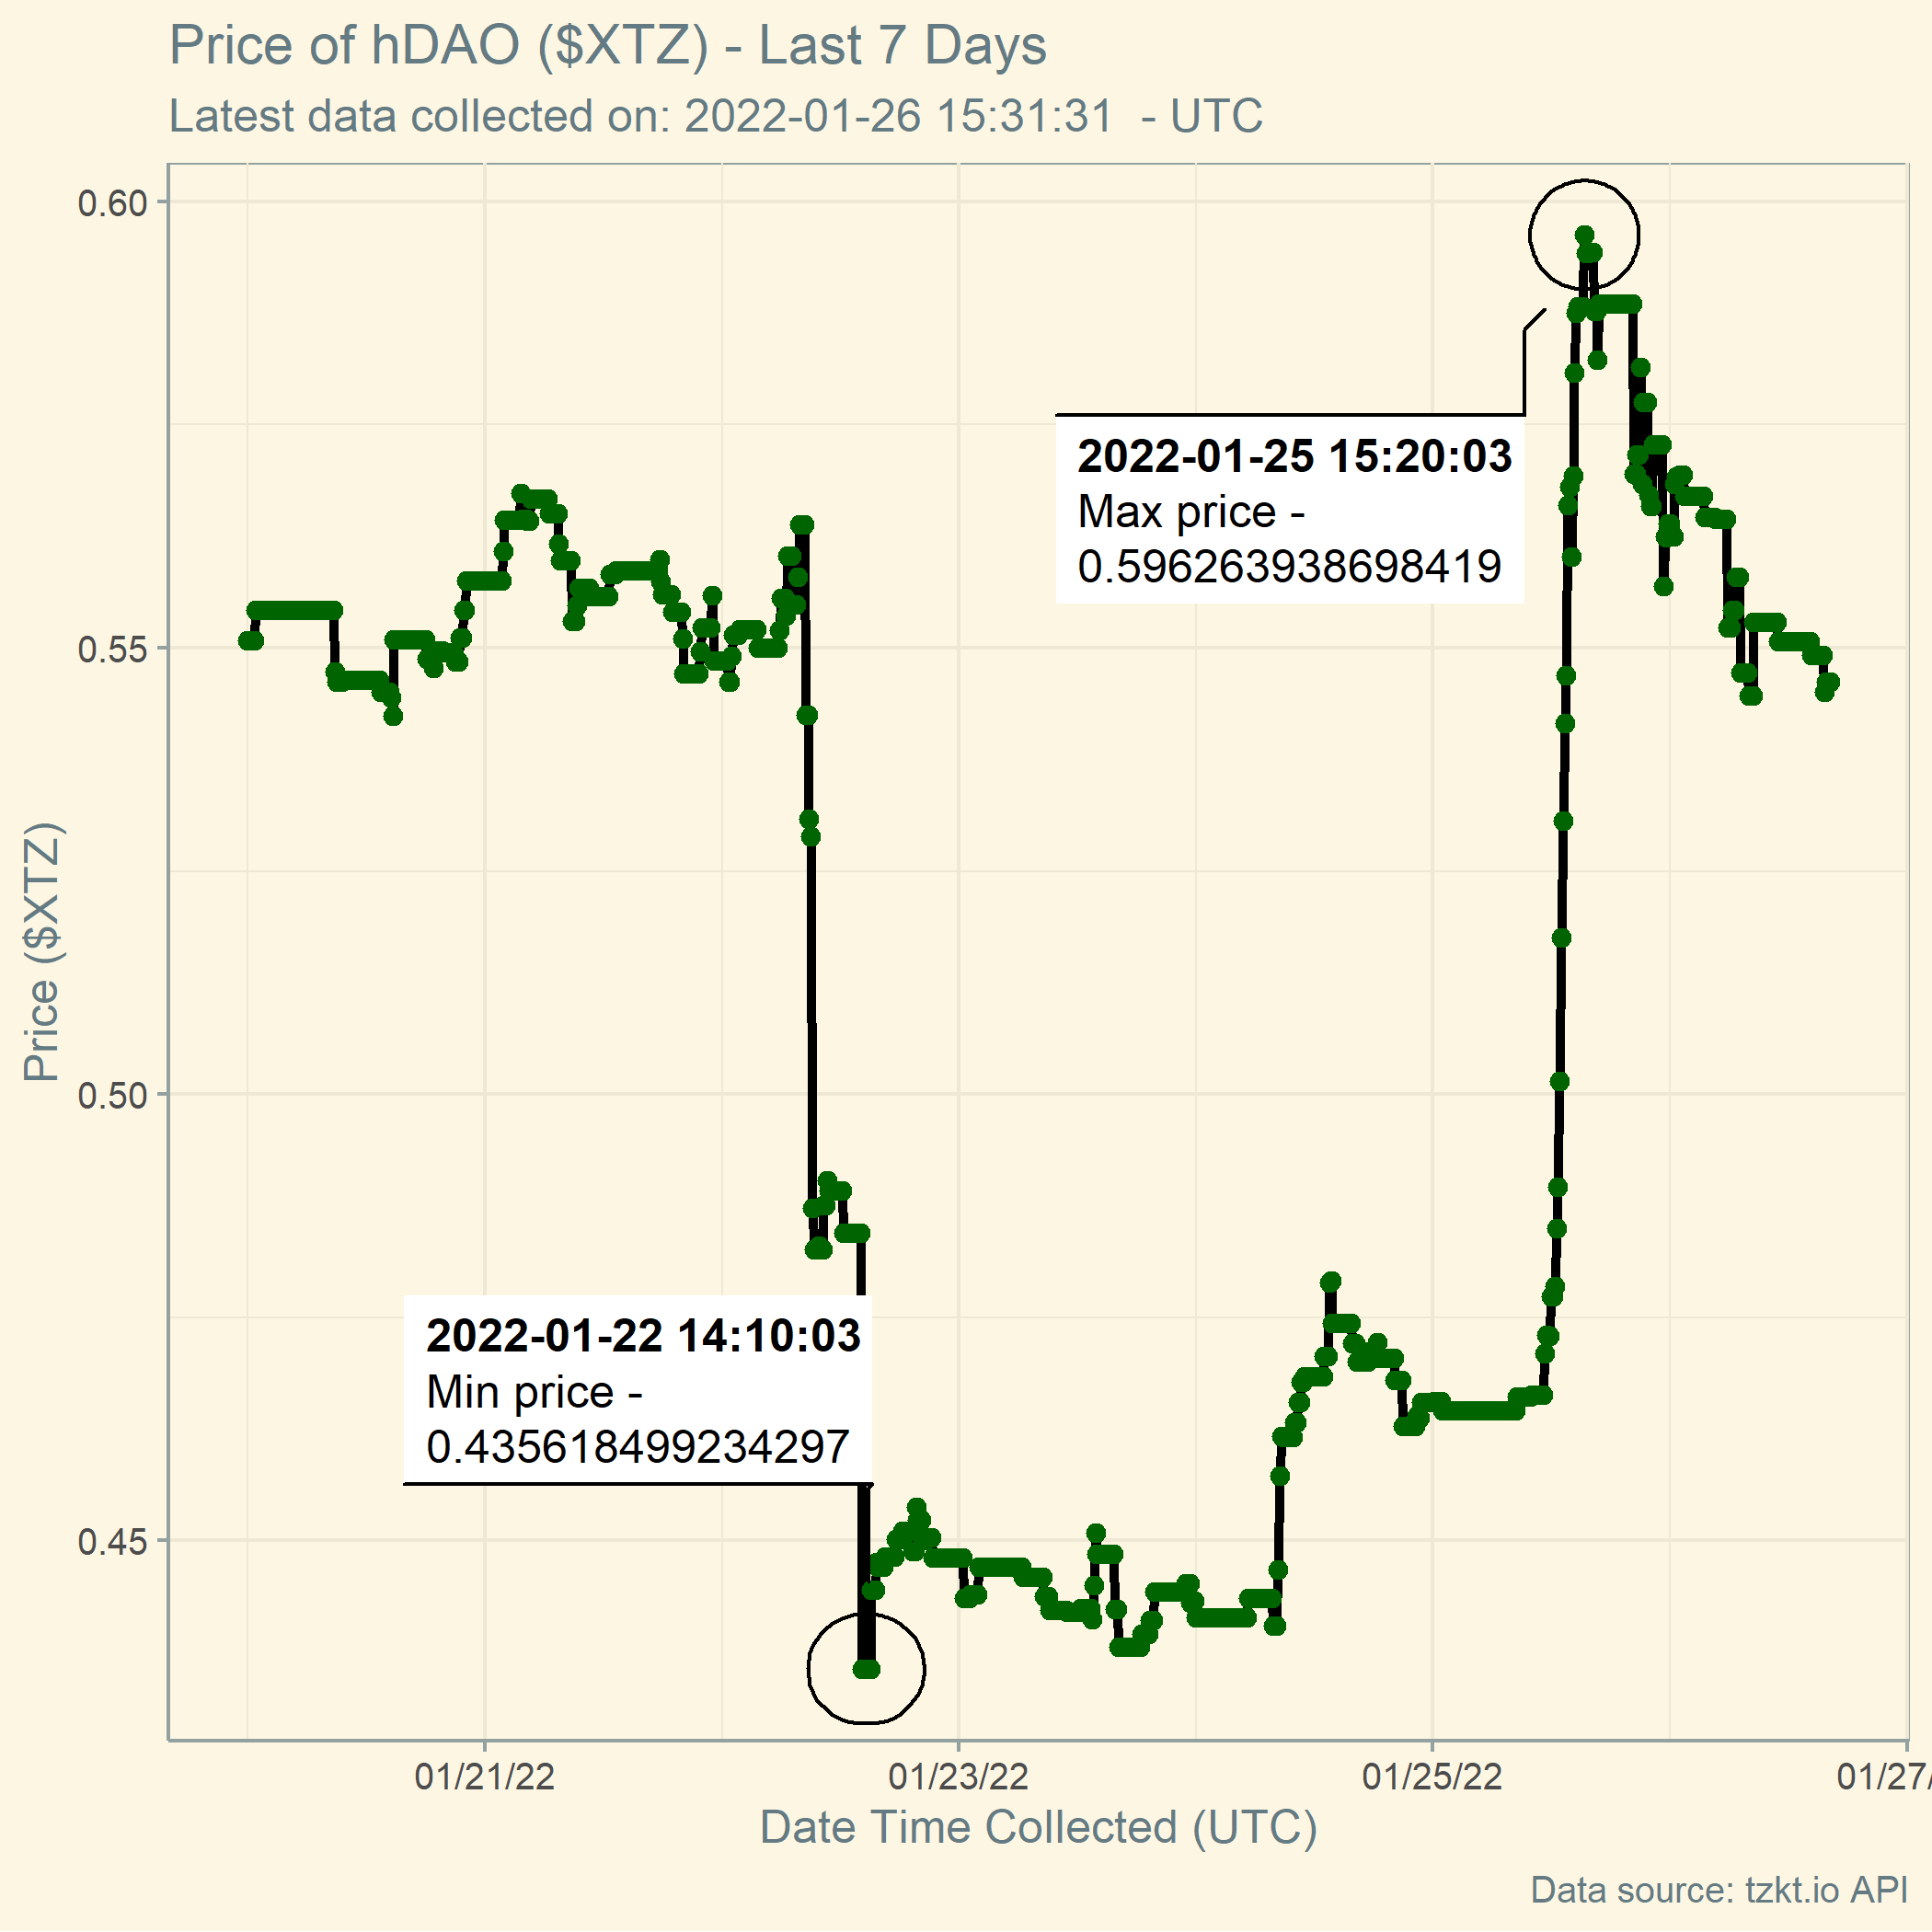 Price of hDAO ($XTZ) - Last 7 Days
Latest data collected on: 2022-01-26 15:31:31  - UTC
0.60
0.55
0.50
0.45
Price ($XTZ)
2022-01-25 15:20:03
Max price -
0.596263938698419
2022-01-22 14:10:03
Min price -
0.435618499234297
01/21/22
01/23/22
01/25/22
01/27/
Date Time Collected (UTC)
Data source: tzkt.io API